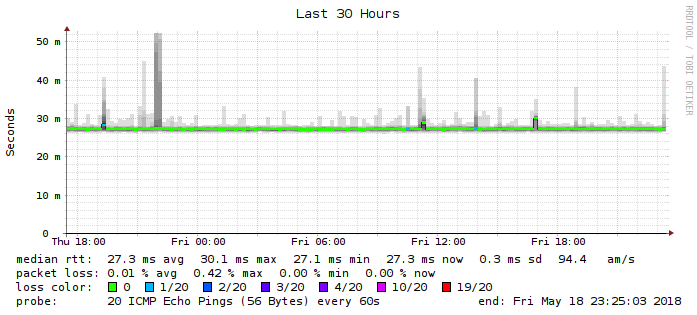 Last 30 Hours
RRDTOOL / TOBI OETIKER
Seconds
50 m
40 m
30 m
20 m
10 m
0
Thu 18:00 Fri 00:00 Fri 06:00 Fri 12:00 Fri 18:00
median rtt: 27.3 ms avg 30.1 ms max 27.1 ms min 27.3 ms now 0.3 ms sd 94.4 am/s
packet loss: 0.01 % avg 0.42 % max 0.00 % min 0.00 % now
loss color: 0 1/20 2/20 3/20 4/20 10/20 19/20
probe: 20 ICMP Echo Pings (56 Bytes) every 60s end: Fri May 18 23:25:03 2018